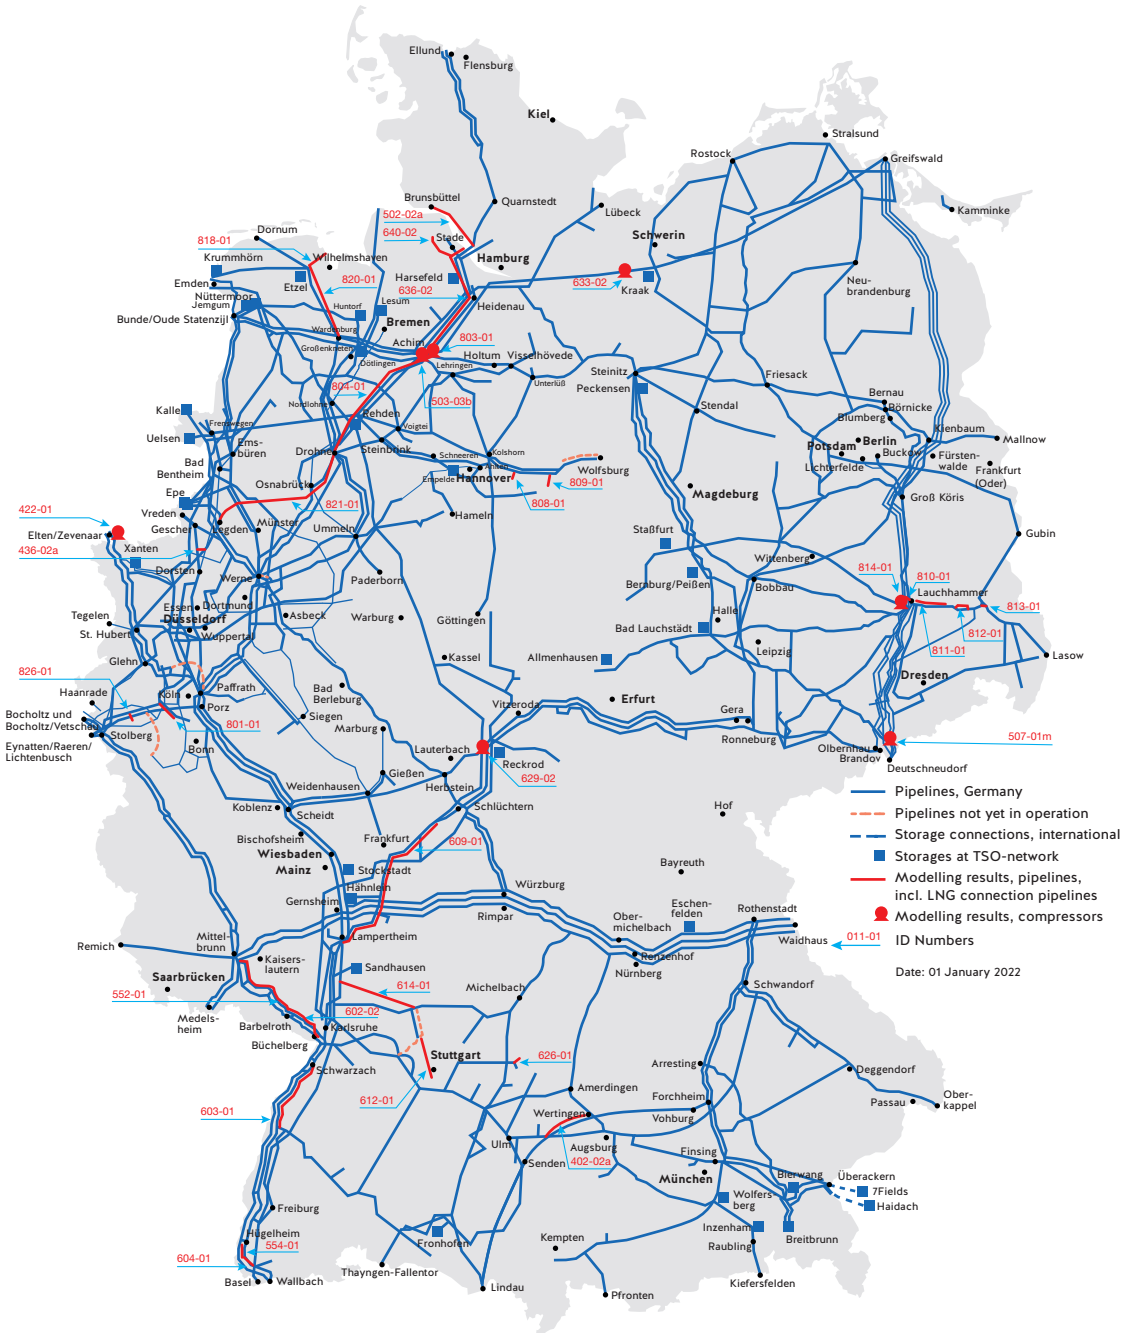 Ellund
Flensburg
Kiel
Stralsund
Rostock
Greifswald
Brunsbüttel
Quarnstedt
Lübeck
Kamminke
502-02a
640-02
Stade
Schwerin
Dornum
818-01
Krummhörn
Wilhelmshaven
Hamburg
Emden
Etzel
820-01
Harsefeld
636-02
633-02
Kraak
Neu-
brandenburg
Nüttermoor
Jemgum
Huntorf
Lesum
Heidenau
Bunde/Oude Statenzijl
Bremen
Wardenburg
Achim
803-01
Großenkneten
Dötlingen
Lehringen
Holtum
Visselhövede
Unterlüß
Steinitz
Peckensen
Friesack
804-01
503-03b
Bernau
Börnicke
Blumberg
Stendal
Kalle
Nordlohne
Rehden
Voigtei
Frenswegen
Kienbaum
Mallnow
Uelsen
Ems-
büren
Drohne
Steinbrink
Schneeren
Kolshorn
Potsdam
Berlin
Buckow
Lichterfelde
Fürsten-
walde
Frankfurt
(Oder)
Bad
Bentheim
Ahlten
Empelde
Hannover
Wolfsburg
809-01
808-01
Osnabrück
821-01
Magdeburg
Groß Köris
Epe
Vreden
422-01
Gescher
Legden
Münster
Ummeln
Hameln
Elten/Zevenaar
436-02a
Xanten
Staßfurt
Wittenberg
Gubin
Dorsten
Werne
Paderborn
Bernburg/Peißen
Bobbau
814-01
810-01
Lauchhammer
813-01
812-01
811-01
Essen
Dortmund
Tegelen
Düsseldorf
Asbeck
Warburg
Göttingen
Halle
Bad Lauchstädt
St. Hubert
Wuppertal
Leipzig
Lasow
Glehn
Kassel
Allmenhausen
Dresden
826-01
Haanrade
Köln
Paffrath
Porz
Bad
Berleburg
Vitzeroda
Erfurt
Gera
Ronneburg
Bocholtz und
Bocholtz/Vetschau
801-01
Siegen
Marburg
Stolberg
Bonn
Eynatten/Raeren/
Lichtenbusch
Lauterbach
Reckrod
629-02
Olbernhau
Brandov
507-01m
Deutschneudorf
Gießen
Weidenhausen
Herbstein
Koblenz
Scheidt
Schlüchtern
Hof
Bischofsheim
Frankfurt
609-01
Wiesbaden
Mainz
Stockstadt
Bayreuth
Hähnlein
Gernsheim
Würzburg
Rimpar
Eschen-
felden
Rothenstadt
Ober-
michelbach
Waidhaus
Lampertheim
Remich
Mittel-
brunn
Kaisers-
lautern
Renzenhof
Nürnberg
Sandhausen
Saarbrücken
614-01
Michelbach
Schwandorf
552-01
602-02
Medels-
heim
Barbelroth
Karlsruhe
Büchelberg
Stuttgart
626-01
Schwarzach
Arresting
Deggendorf
612-01
603-01
Amerdingen
Forchheim
Passau
Ober-
kappel
Wertingen
Vohburg
Ulm
Augsburg
402-02a
Senden
Finsing
München
Bierwang
Überackern
7Fields
Haidach
Wolfers-
berg
Freiburg
Inzenham
Breitbrunn
Raubling
Hügelheim
554-01
604-01
Fronhofen
Kempten
Kiefersfelden
Basel
Wallbach
Thayngen-Fallentor
Lindau
Pfronten
Pipelines, Germany
Pipelines not yet in operation
Storage connections, international
Storages at TSO-network
Modelling results, pipelines,
incl. LNG connection pipelines
Modelling results, compressors
011-01
ID Numbers
Date: 01 January 2022